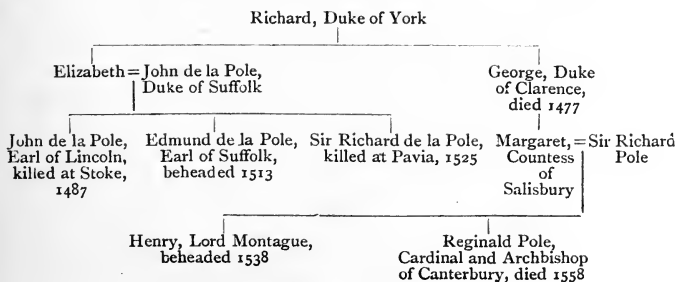 Richard, Duke of York
Elizabeth = John de la Pole,
Duke of Suffolk
George, Duke
of Clarence,
died 1477
John de la Pole,
Earl of Lincoln,
killed at Stoke,
1487
Edmund de la Pole,
Earl of Suffolk,
beheaded 1513
Sir Richard de la Pole,
killed at Pavia, 1525
Margaret, = Sir Richard
Countess Pole
of
Salisbury
Henry, Lord Montague,
beheaded 1538
Reginald Pole,
Cardinal and Archbishop
of Canterbury, died 1558